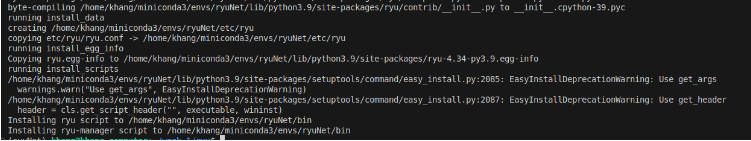 byte-compiling /home/khang/miniconda3/envs/ryuNet/lib/python3.9/site-packages/ryu/contrib/__init__.py to __init__.cpython-39.pyc
running install_data
creating /home/khang/miniconda3/envs/ryuNet/etc/ryu
copying etc/ryu/ryu.conf -> /home/khang/miniconda3/envs/ryuNet/etc/ryu
running install_egg_info
Copying ryu.egg-info to /home/khang/miniconda3/envs/ryuNet/lib/python3.9/site-packages/ryu-4.34-py3.9.egg-info
running install_scripts
/home/khang/miniconda3/envs/ryuNet/lib/python3.9/site-packages/setuptools/command/easy_install.py:2085: EasyInstallDeprecationWarning: Use get_args
warnings.warn("Use get_args", EasyInstallDeprecationWarning)
/home/khang/miniconda3/envs/ryuNet/lib/python3.9/site-packages/setuptools/command/easy_install.py:2087: EasyInstallDeprecationWarning: Use get_header
header = cls.get_script_header("", executable, wininst)
Installing ryu script to /home/khang/miniconda3/envs/ryuNet/bin
Installing ryu-manager script to /home/khang/miniconda3/envs/ryuNet/bin